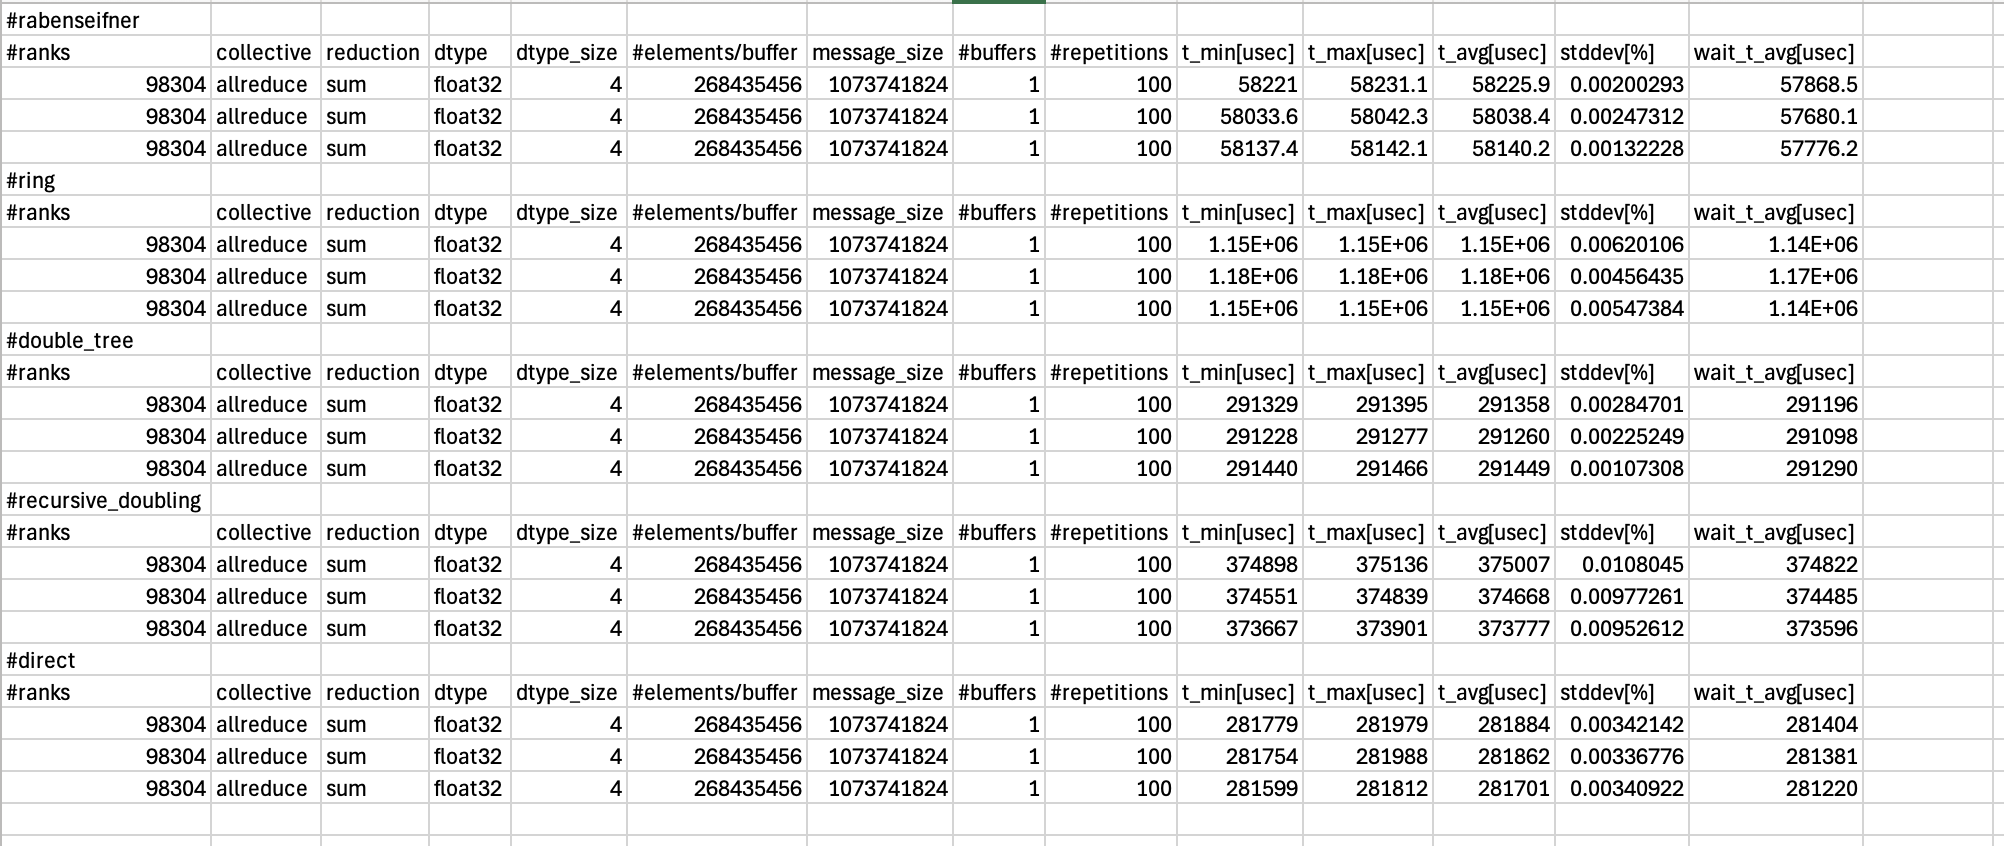 #rabenseifner
#ranks collective reduction dtype dtype_size #elements/buffer message_size #buffers #repetitions t_min[usec] t_max[usec] t_avg[usec] stddev[%] wait_t_avg[usec]
98304 allreduce sum float32 4 268435456 1073741824 1 100 58221 58231.1 58225.9 0.00200293 57868.5
98304 allreduce sum float32 4 268435456 1073741824 1 100 58033.6 58042.3 58038.4 0.00247312 57680.1
98304 allreduce sum float32 4 268435456 1073741824 1 100 58137.4 58142.1 58140.2 0.00132228 57776.2
#ring
#ranks collective reduction dtype dtype_size #elements/buffer message_size #buffers #repetitions t_min[usec] t_max[usec] t_avg[usec] stddev[%] wait_t_avg[usec]
98304 allreduce sum float32 4 268435456 1073741824 1 100 1.15E+06 1.15E+06 1.15E+06 0.00620106 1.14E+06
98304 allreduce sum float32 4 268435456 1073741824 1 100 1.18E+06 1.18E+06 1.18E+06 0.00456435 1.17E+06
98304 allreduce sum float32 4 268435456 1073741824 1 100 1.15E+06 1.15E+06 1.15E+06 0.00547384 1.14E+06
#double_tree
#ranks collective reduction dtype dtype_size #elements/buffer message_size #buffers #repetitions t_min[usec] t_max[usec] t_avg[usec] stddev[%] wait_t_avg[usec]
98304 allreduce sum float32 4 268435456 1073741824 1 100 291329 291395 291358 0.00284701 291196
98304 allreduce sum float32 4 268435456 1073741824 1 100 291228 291277 291260 0.00225249 291098
98304 allreduce sum float32 4 268435456 1073741824 1 100 291440 291466 291449 0.00107308 291290
#recursive_doubling
#ranks collective reduction dtype dtype_size #elements/buffer message_size #buffers #repetitions t_min[usec] t_max[usec] t_avg[usec] stddev[%] wait_t_avg[usec]
98304 allreduce sum float32 4 268435456 1073741824 1 100 374898 375136 375007 0.0108045 374822
98304 allreduce sum float32 4 268435456 1073741824 1 100 374551 374839 374668 0.00977261 374485
98304 allreduce sum float32 4 268435456 1073741824 1 100 373667 373901 373777 0.00952612 373596
#direct
#ranks collective reduction dtype dtype_size #elements/buffer message_size #buffers #repetitions t_min[usec] t_max[usec] t_avg[usec] stddev[%] wait_t_avg[usec]
98304 allreduce sum float32 4 268435456 1073741824 1 100 281779 281979 281884 0.00342142 281404
98304 allreduce sum float32 4 268435456 1073741824 1 100 281754 281988 281862 0.00336776 281381
98304 allreduce sum float32 4 268435456 1073741824 1 100 281599 281812 281701 0.00340922 281220